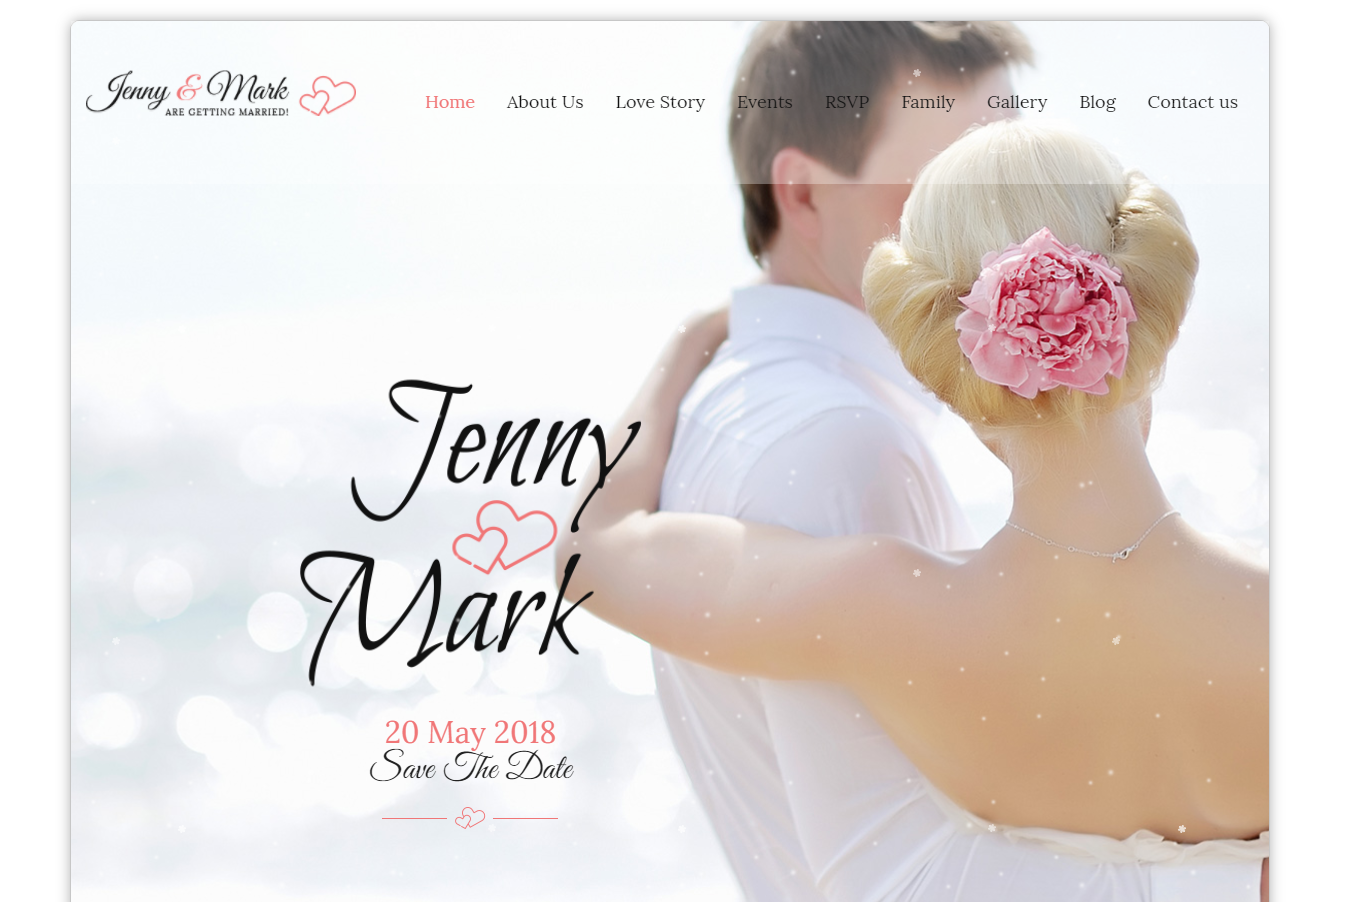 Jenny & Mark
ARE GETTING MARRIED!
Home About Us Love Story Events RSVP Family Gallery Blog Contact us
Jenny
Mark
20 May 2018
Save The Date